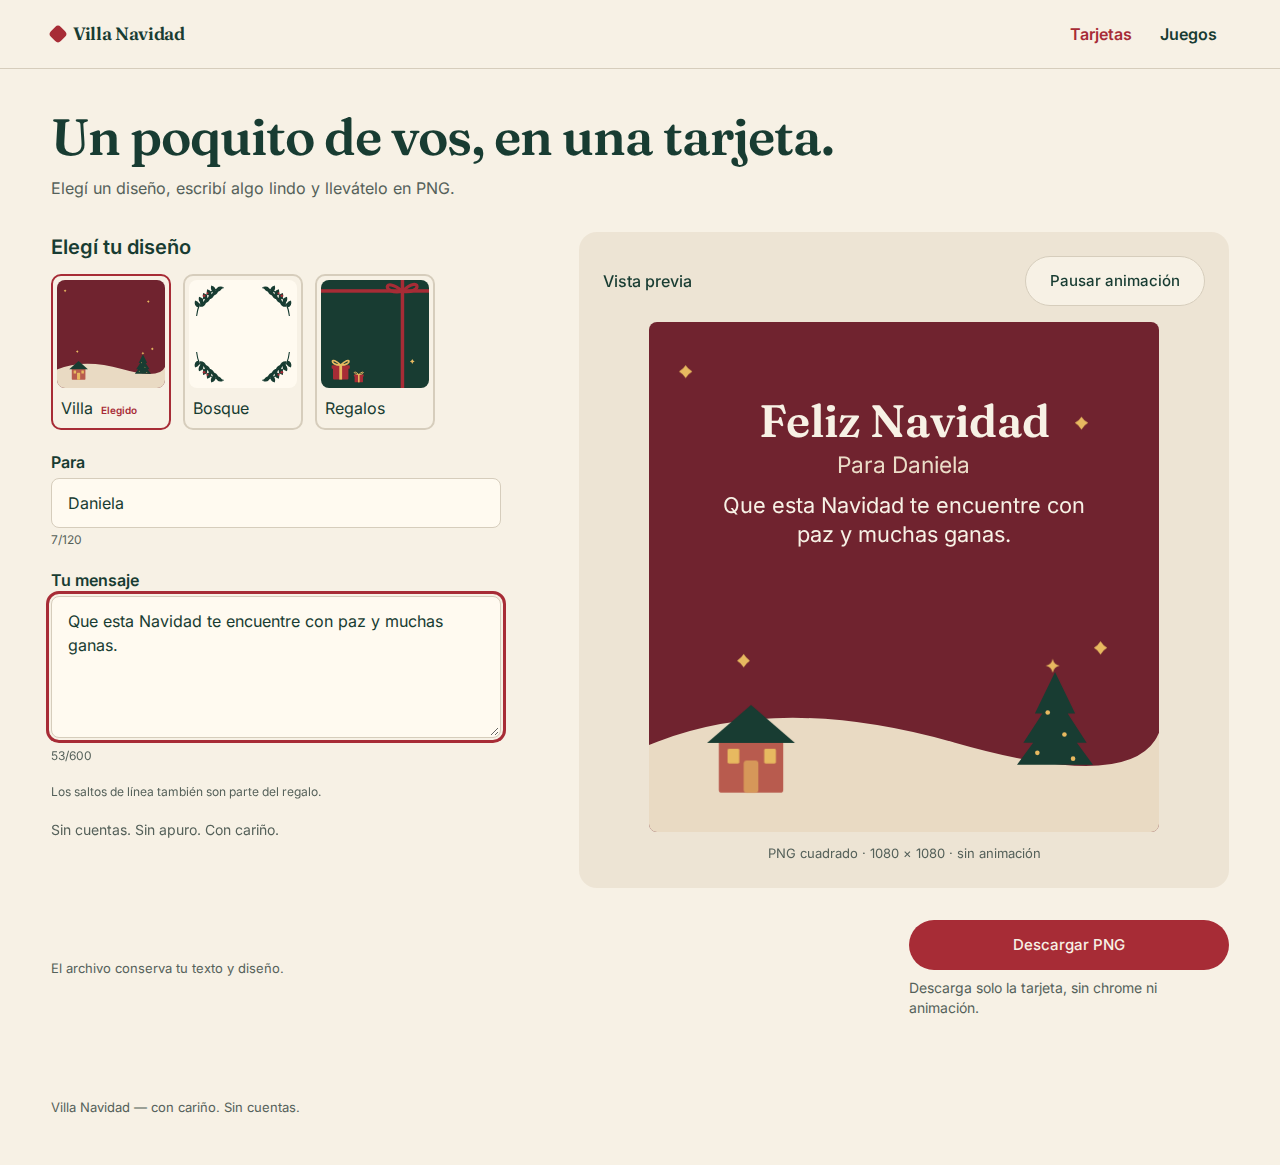 Villa Navidad
Tarjetas
Juegos
Un poquito de vos, en una tarjeta.
Elegí un diseño, escribí algo lindo y llevátelo en PNG.
Elegí tu diseño
Villa Elegido
Bosque
Regalos
Para
Daniela
7/120
Tu mensaje
Que esta Navidad te encuentre con paz y muchas
ganas.
53/600
Los saltos de línea también son parte del regalo.
Sin cuentas. Sin apuro. Con cariño.
Vista previa
Pausar animación
Feliz Navidad
Para Daniela
Que esta Navidad te encuentre con
paz y muchas ganas.
PNG cuadrado · 1080 × 1080 · sin animación
El archivo conserva tu texto y diseño.
Descargar PNG
Descarga solo la tarjeta, sin chrome ni
animación.
Villa Navidad — con cariño. Sin cuentas.